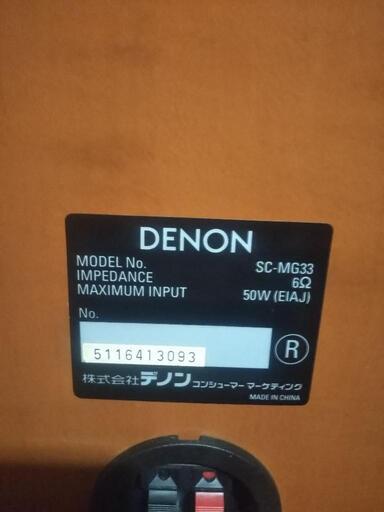 DENON
MODEL No. SC-MG33
IMPEDANCE 6Ω
MAXIMUM INPUT 50W (EIAJ)
No.
5116413093
R
株式会社デノン コンシューマー マーケティング
MADE IN CHINA